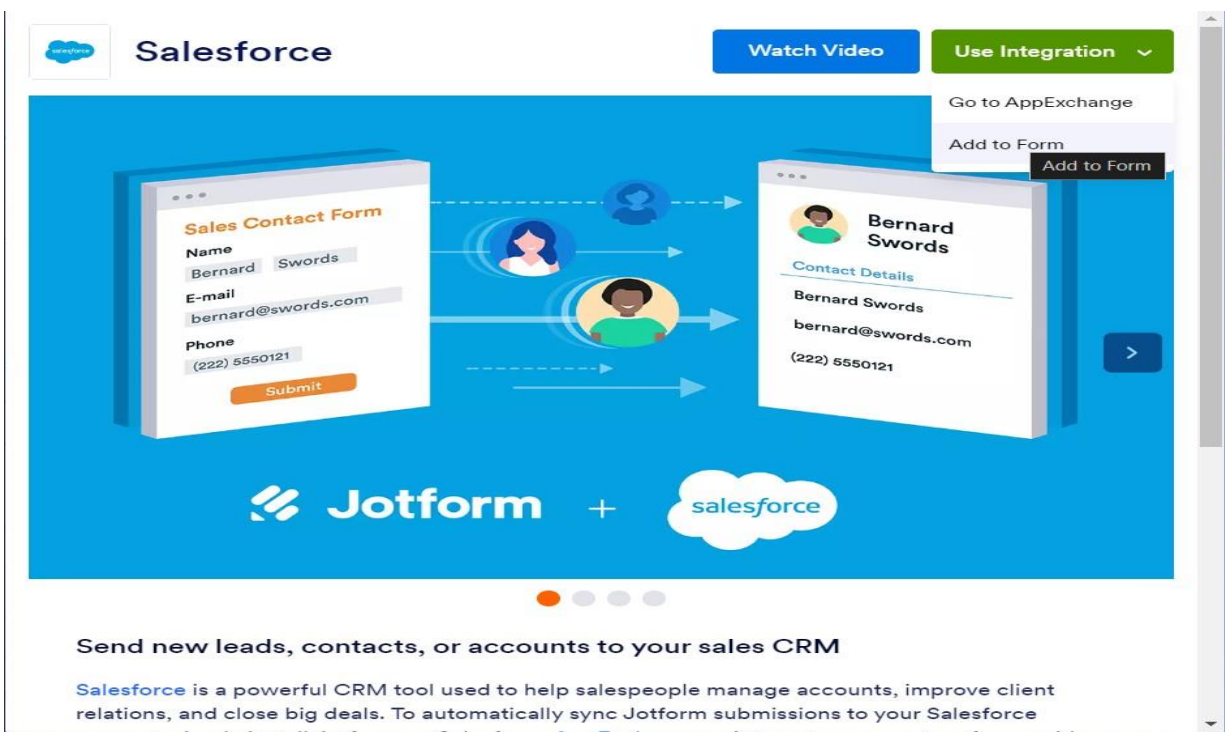 salesforce
Salesforce
Watch Video
Use Integration
Go to AppExchange
Add to Form
Add to Form
Sales Contact Form
Name
Bernard Swords
E-mail
bernard@swords.com
Phone
(222) 5550121
Submit
Bernard
Swords
Contact Details
Bernard Swords
bernard@swords.com
(222) 5550121
Jotform + salesforce
Send new leads, contacts, or accounts to your sales CRM
Salesforce is a powerful CRM tool used to help salespeople manage accounts, improve client
relations, and close big deals. To automatically sync Jotform submissions to your Salesforce